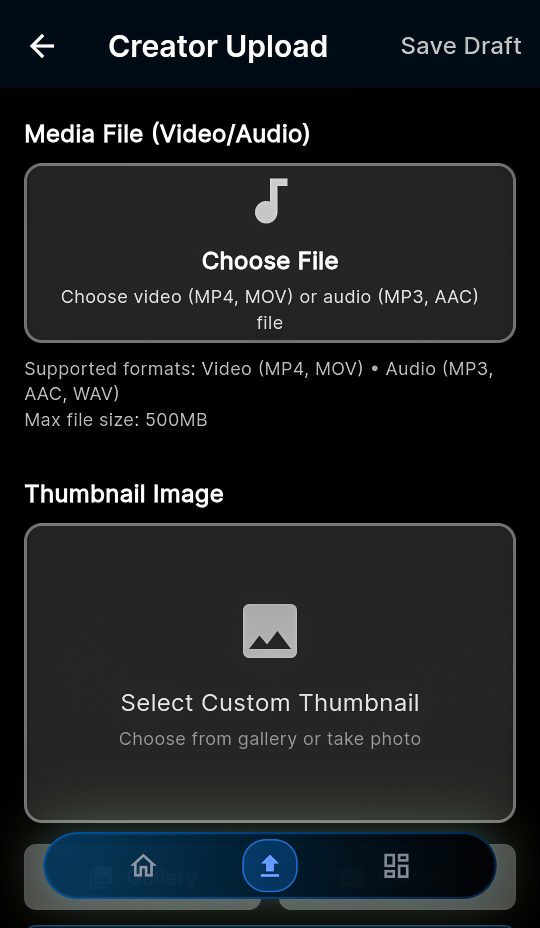 Creator Upload
Save Draft
Media File (Video/Audio)
Choose File
Choose video (MP4, MOV) or audio (MP3, AAC)
file
Supported formats: Video (MP4, MOV) • Audio (MP3,
AAC, WAV)
Max file size: 500MB
Thumbnail Image
Select Custom Thumbnail
Choose from gallery or take photo
Gallery